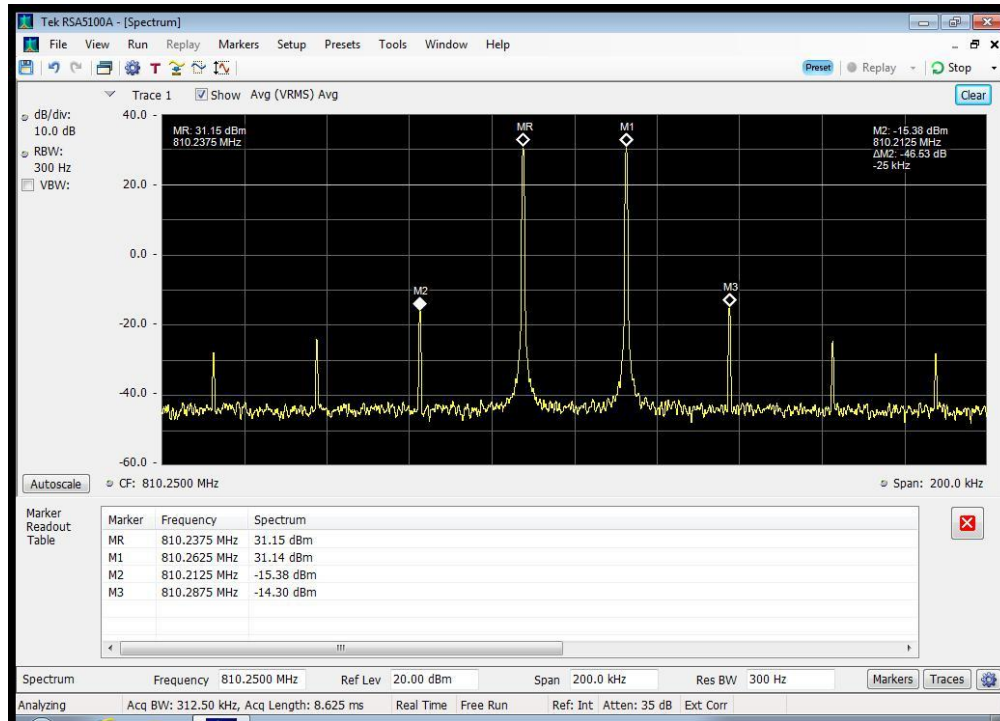 Tek RSA5100A - [Spectrum]
File View Run Replay Markers Setup Presets Tools Window Help
Preset Replay Stop
Trace 1 Show Avg (VRMS) Avg Clear
dB/div:
10.0 dB
RBW:
300 Hz
VBW:
40.0
20.0
0.0
-20.0
-40.0
-60.0
MR: 31.15 dBm
810.2375 MHz
MR
M1
M2: -15.38 dBm
810.2125 MHz
ΔM2: -46.53 dB
-25 kHz
M2
M3
Autoscale CF: 810.2500 MHz Span: 200.0 kHz
Marker
Readout
Table
Marker Frequency Spectrum
MR 810.2375 MHz 31.15 dBm
M1 810.2625 MHz 31.14 dBm
M2 810.2125 MHz -15.38 dBm
M3 810.2875 MHz -14.30 dBm
Spectrum Frequency 810.2500 MHz Ref Lev 20.00 dBm Span 200.0 kHz Res BW 300 Hz Markers Traces
Analyzing Acq BW: 312.50 kHz, Acq Length: 8.625 ms Real Time Free Run Ref: Int Atten: 35 dB Ext Corr